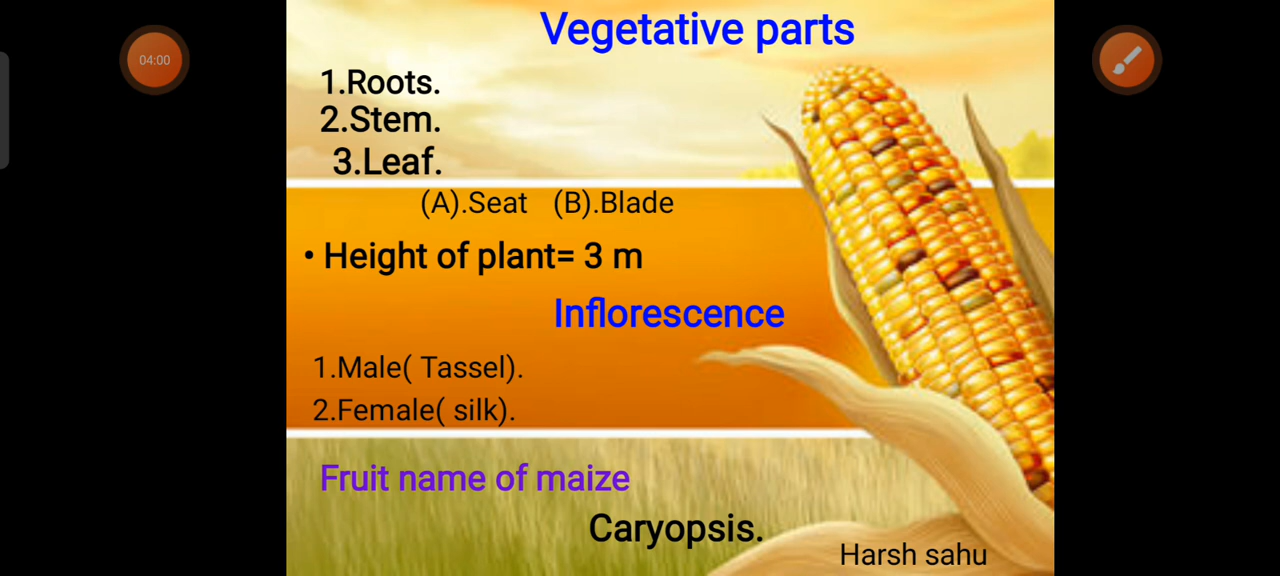 04:00
Vegetative parts
1.Roots.
2.Stem.
3.Leaf.
(A).Seat (B).Blade
• Height of plant= 3 m
Inflorescence
1.Male( Tassel).
2.Female( silk).
Fruit name of maize
Caryopsis.
Harsh sahu